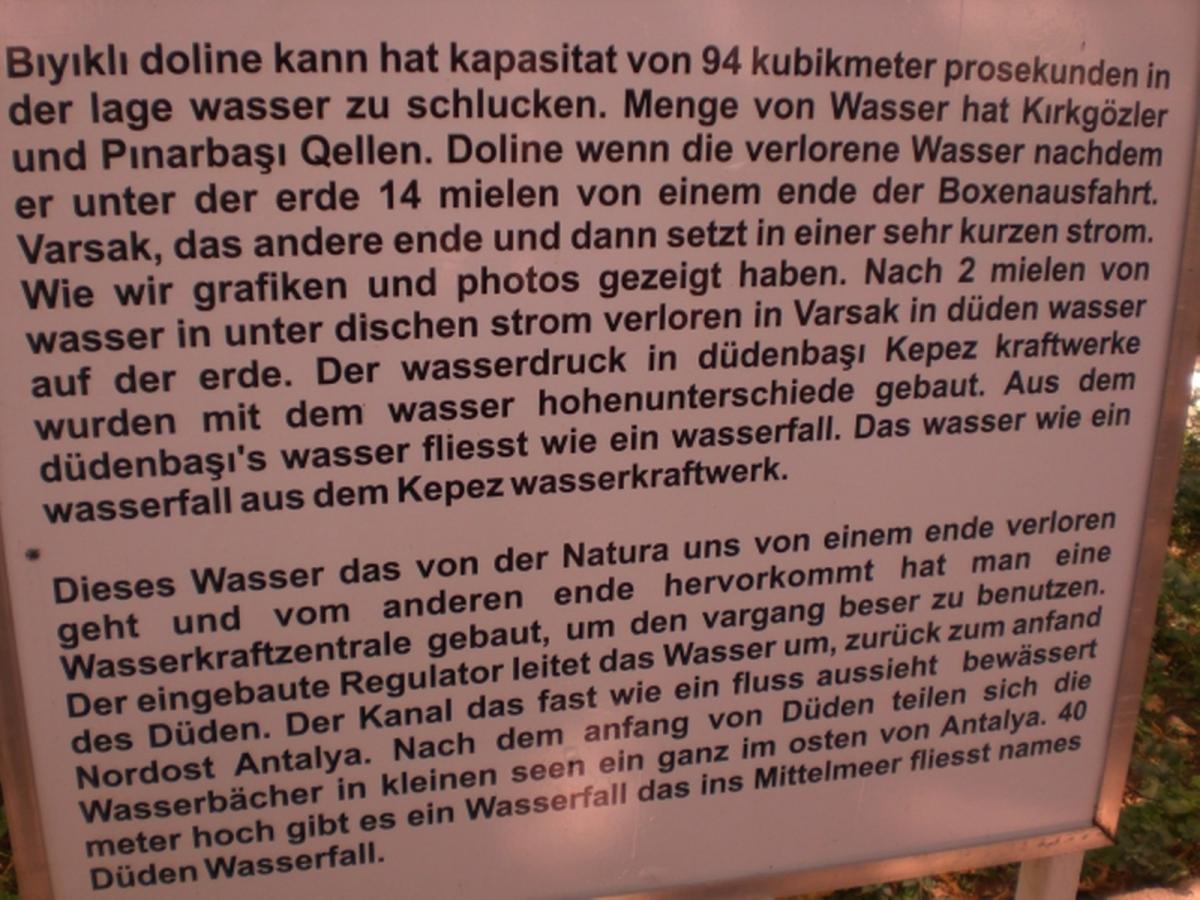 Bıyıklı doline kann hat kapasitat von 94 kubikmeter prosekunden in
der lage wasser zu schlucken. Menge von Wasser hat Kırkgözler
und Pınarbaşı Qellen. Doline wenn die verlorene Wasser nachdem
er unter der erde 14 mielen von einem ende der Boxenausfahrt.
Varsak, das andere ende und dann setzt in einer sehr kurzen strom.
Wie wir grafiken und photos gezeigt haben. Nach 2 mielen von
wasser in unter dischen strom verloren in Varsak in düden wasser
auf der erde. Der wasserdruck in düdenbaşı Kepez kraftwerke
wurden mit dem wasser hohenunterschiede gebaut. Aus dem
düdenbaşı's wasser fliesst wie ein wasserfall. Das wasser wie ein
wasserfall aus dem Kepez wasserkraftwerk.
Dieses Wasser das von der Natura uns von einem ende verloren
geht und vom anderen ende hervorkommt hat man eine
Wasserkraftzentrale gebaut, um den vargang beser zu benutzen.
Der eingebaute Regulator leitet das Wasser um, zurück zum anfand
des Düden. Der Kanal das fast wie ein fluss aussieht bewässert
Nordost Antalya. Nach dem anfang von Düden teilen sich die
Wasserbächer in kleinen seen ein ganz im osten von Antalya. 40
meter hoch gibt es ein Wasserfall das ins Mittelmeer fliesst names
Düden Wasserfall.